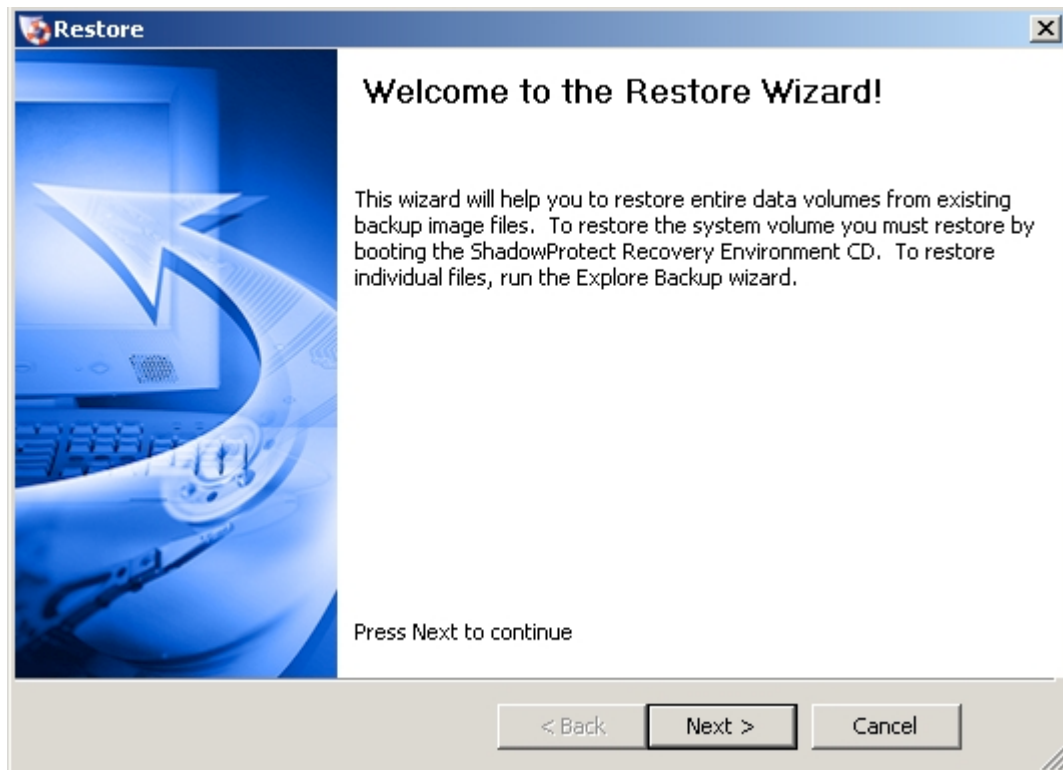 Restore
Welcome to the Restore Wizard!
This wizard will help you to restore entire data volumes from existing
backup image files. To restore the system volume you must restore by
booting the ShadowProtect Recovery Environment CD. To restore
individual files, run the Explore Backup wizard.
Press Next to continue
< Back
Next >
Cancel